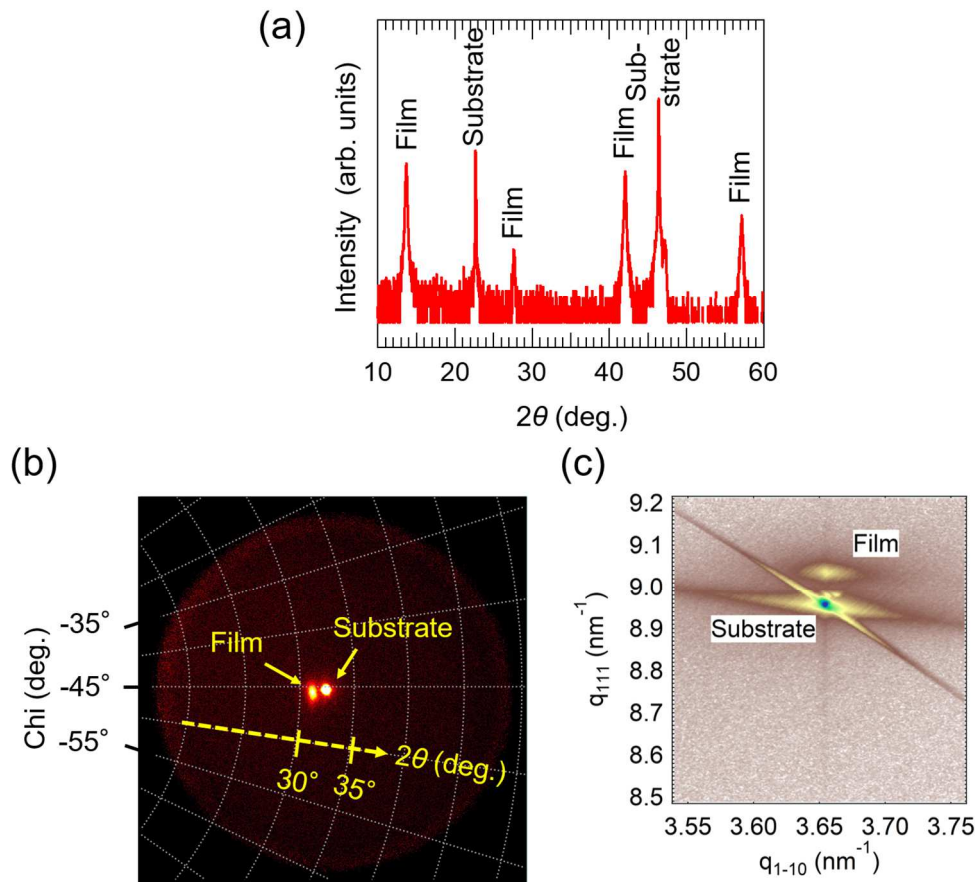 (a)
Intensity (arb. units)
Film
Substrate
Film
Film
Sub-
strate
Film
10 20 30 40 50 60
2θ (deg.)
(b)
Chi (deg.)
-35°
-45°
-55°
Film
Substrate
30°
35°
2θ (deg.)
(c)
q111 (nm-1)
9.2
9.1
9.0
8.9
8.8
8.7
8.6
8.5
Film
Substrate
3.55 3.60 3.65 3.70 3.75
q1-10 (nm-1)